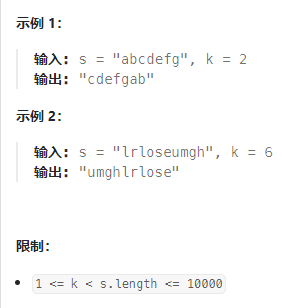 示例 1：
输入：s = "abcdefg", k = 2
输出："cdefgab"
示例 2：
输入：s = "lrloseumgh", k = 6
输出："umghlrlose"
限制：
1 <= k < s.length <= 10000